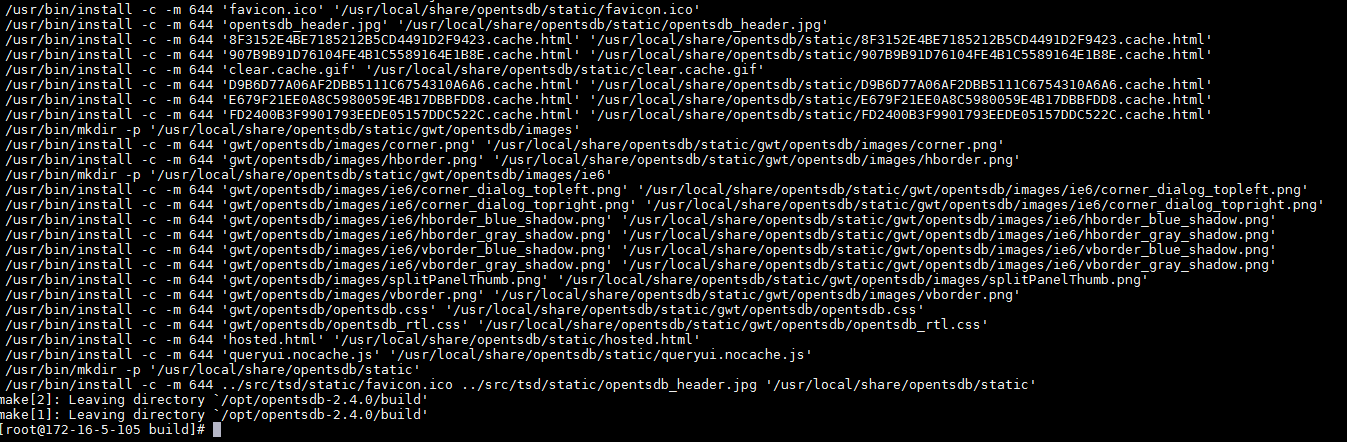 /usr/bin/install -c -m 644 'favicon.ico' '/usr/local/share/opentsdb/static/favicon.ico'
/usr/bin/install -c -m 644 'opentsdb_header.jpg' '/usr/local/share/opentsdb/static/opentsdb_header.jpg'
/usr/bin/install -c -m 644 '8F3152E4BE7185212B5CD4491D2F9423.cache.html' '/usr/local/share/opentsdb/static/8F3152E4BE7185212B5CD4491D2F9423.cache.html'
/usr/bin/install -c -m 644 '907B9B91D76104FE4B1C5589164E1B8E.cache.html' '/usr/local/share/opentsdb/static/907B9B91D76104FE4B1C5589164E1B8E.cache.html'
/usr/bin/install -c -m 644 'clear.cache.gif' '/usr/local/share/opentsdb/static/clear.cache.gif'
/usr/bin/install -c -m 644 'D9B6D77A06AF2DBB5111C6754310A6A6.cache.html' '/usr/local/share/opentsdb/static/D9B6D77A06AF2DBB5111C6754310A6A6.cache.html'
/usr/bin/install -c -m 644 'E679F21EE0A8C5980059E4B17DBBFDD8.cache.html' '/usr/local/share/opentsdb/static/E679F21EE0A8C5980059E4B17DBBFDD8.cache.html'
/usr/bin/install -c -m 644 'FD2400B3F9901793EEDE05157DDC522C.cache.html' '/usr/local/share/opentsdb/static/FD2400B3F9901793EEDE05157DDC522C.cache.html'
/usr/bin/mkdir -p '/usr/local/share/opentsdb/static/gwt/opentsdb/images'
/usr/bin/install -c -m 644 'gwt/opentsdb/images/corner.png' '/usr/local/share/opentsdb/static/gwt/opentsdb/images/corner.png'
/usr/bin/install -c -m 644 'gwt/opentsdb/images/hborder.png' '/usr/local/share/opentsdb/static/gwt/opentsdb/images/hborder.png'
/usr/bin/mkdir -p '/usr/local/share/opentsdb/static/gwt/opentsdb/images/ie6'
/usr/bin/install -c -m 644 'gwt/opentsdb/images/ie6/corner_dialog_topleft.png' '/usr/local/share/opentsdb/static/gwt/opentsdb/images/ie6/corner_dialog_topleft.png'
/usr/bin/install -c -m 644 'gwt/opentsdb/images/ie6/corner_dialog_topright.png' '/usr/local/share/opentsdb/static/gwt/opentsdb/images/ie6/corner_dialog_topright.png'
/usr/bin/install -c -m 644 'gwt/opentsdb/images/ie6/hborder_blue_shadow.png' '/usr/local/share/opentsdb/static/gwt/opentsdb/images/ie6/hborder_blue_shadow.png'
/usr/bin/install -c -m 644 'gwt/opentsdb/images/ie6/hborder_gray_shadow.png' '/usr/local/share/opentsdb/static/gwt/opentsdb/images/ie6/hborder_gray_shadow.png'
/usr/bin/install -c -m 644 'gwt/opentsdb/images/ie6/vborder_blue_shadow.png' '/usr/local/share/opentsdb/static/gwt/opentsdb/images/ie6/vborder_blue_shadow.png'
/usr/bin/install -c -m 644 'gwt/opentsdb/images/ie6/vborder_gray_shadow.png' '/usr/local/share/opentsdb/static/gwt/opentsdb/images/ie6/vborder_gray_shadow.png'
/usr/bin/install -c -m 644 'gwt/opentsdb/images/splitPanelThumb.png' '/usr/local/share/opentsdb/static/gwt/opentsdb/images/splitPanelThumb.png'
/usr/bin/install -c -m 644 'gwt/opentsdb/images/vborder.png' '/usr/local/share/opentsdb/static/gwt/opentsdb/images/vborder.png'
/usr/bin/install -c -m 644 'gwt/opentsdb/opentsdb.css' '/usr/local/share/opentsdb/static/gwt/opentsdb/opentsdb.css'
/usr/bin/install -c -m 644 'gwt/opentsdb/opentsdb_rtl.css' '/usr/local/share/opentsdb/static/gwt/opentsdb/opentsdb_rtl.css'
/usr/bin/install -c -m 644 'hosted.html' '/usr/local/share/opentsdb/static/hosted.html'
/usr/bin/install -c -m 644 'queryui.nocache.js' '/usr/local/share/opentsdb/static/queryui.nocache.js'
/usr/bin/mkdir -p '/usr/local/share/opentsdb/static'
/usr/bin/install -c -m 644 ../src/tsd/static/favicon.ico ../src/tsd/static/opentsdb_header.jpg '/usr/local/share/opentsdb/static'
make[2]: Leaving directory `/opt/opentsdb-2.4.0/build'
make[1]: Leaving directory `/opt/opentsdb-2.4.0/build'
[root@172-16-5-105 build]#